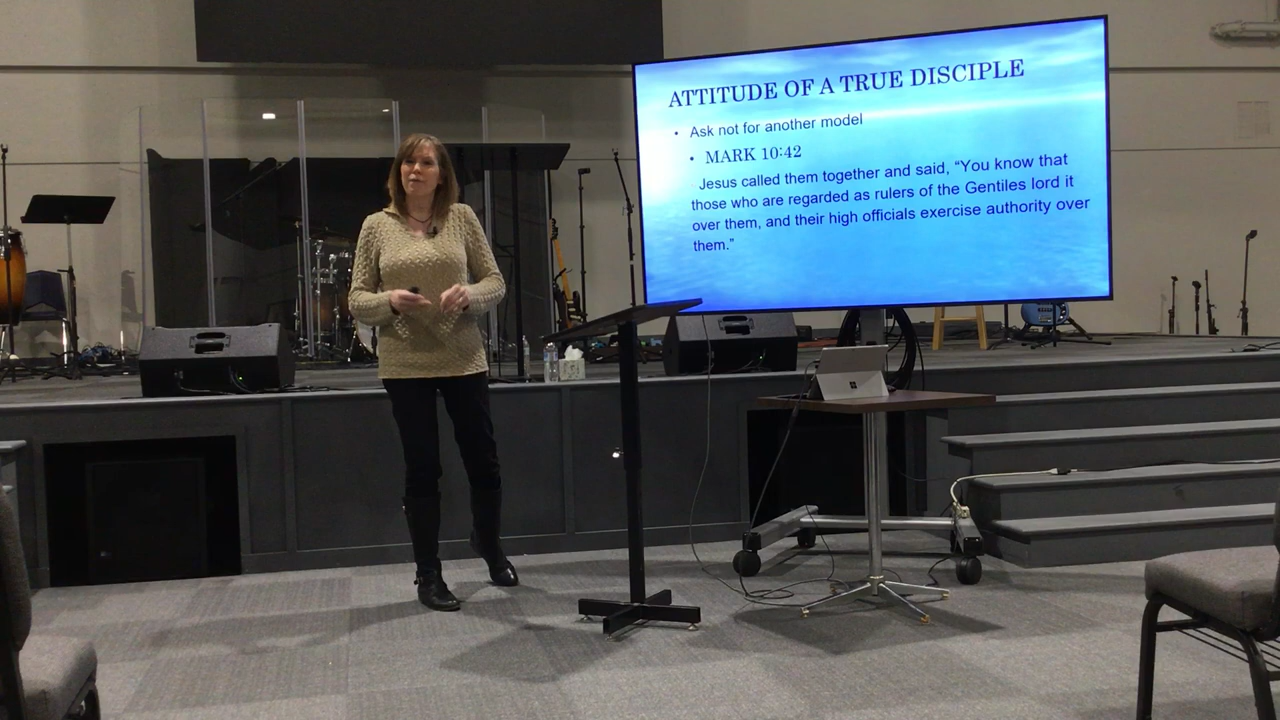 ATTITUDE OF A TRUE DISCIPLE
• Ask not for another model
• MARK 10:42
Jesus called them together and said, “You know that
those who are regarded as rulers of the Gentiles lord it
over them, and their high officials exercise authority over
them.”